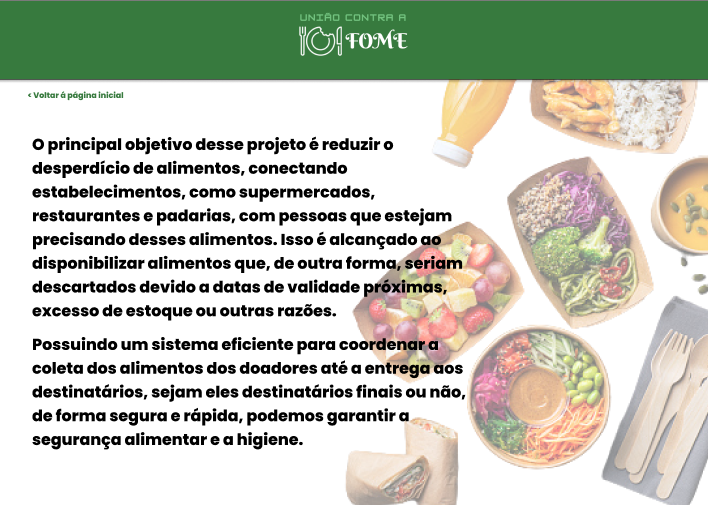 UNIÃO CONTRA A
FOME
< Voltar á página inicial
O principal objetivo desse projeto é reduzir o
desperdício de alimentos, conectando
estabelecimentos, como supermercados,
restaurantes e padarias, com pessoas que estejam
precisando desses alimentos. Isso é alcançado ao
disponibilizar alimentos que, de outra forma, seriam
descartados devido a datas de validade próximas,
excesso de estoque ou outras razões.
Possuindo um sistema eficiente para coordenar a
coleta dos alimentos dos doadores até a entrega aos
destinatários, sejam eles destinatários finais ou não,
de forma segura e rápida, podemos garantir a
segurança alimentar e a higiene.